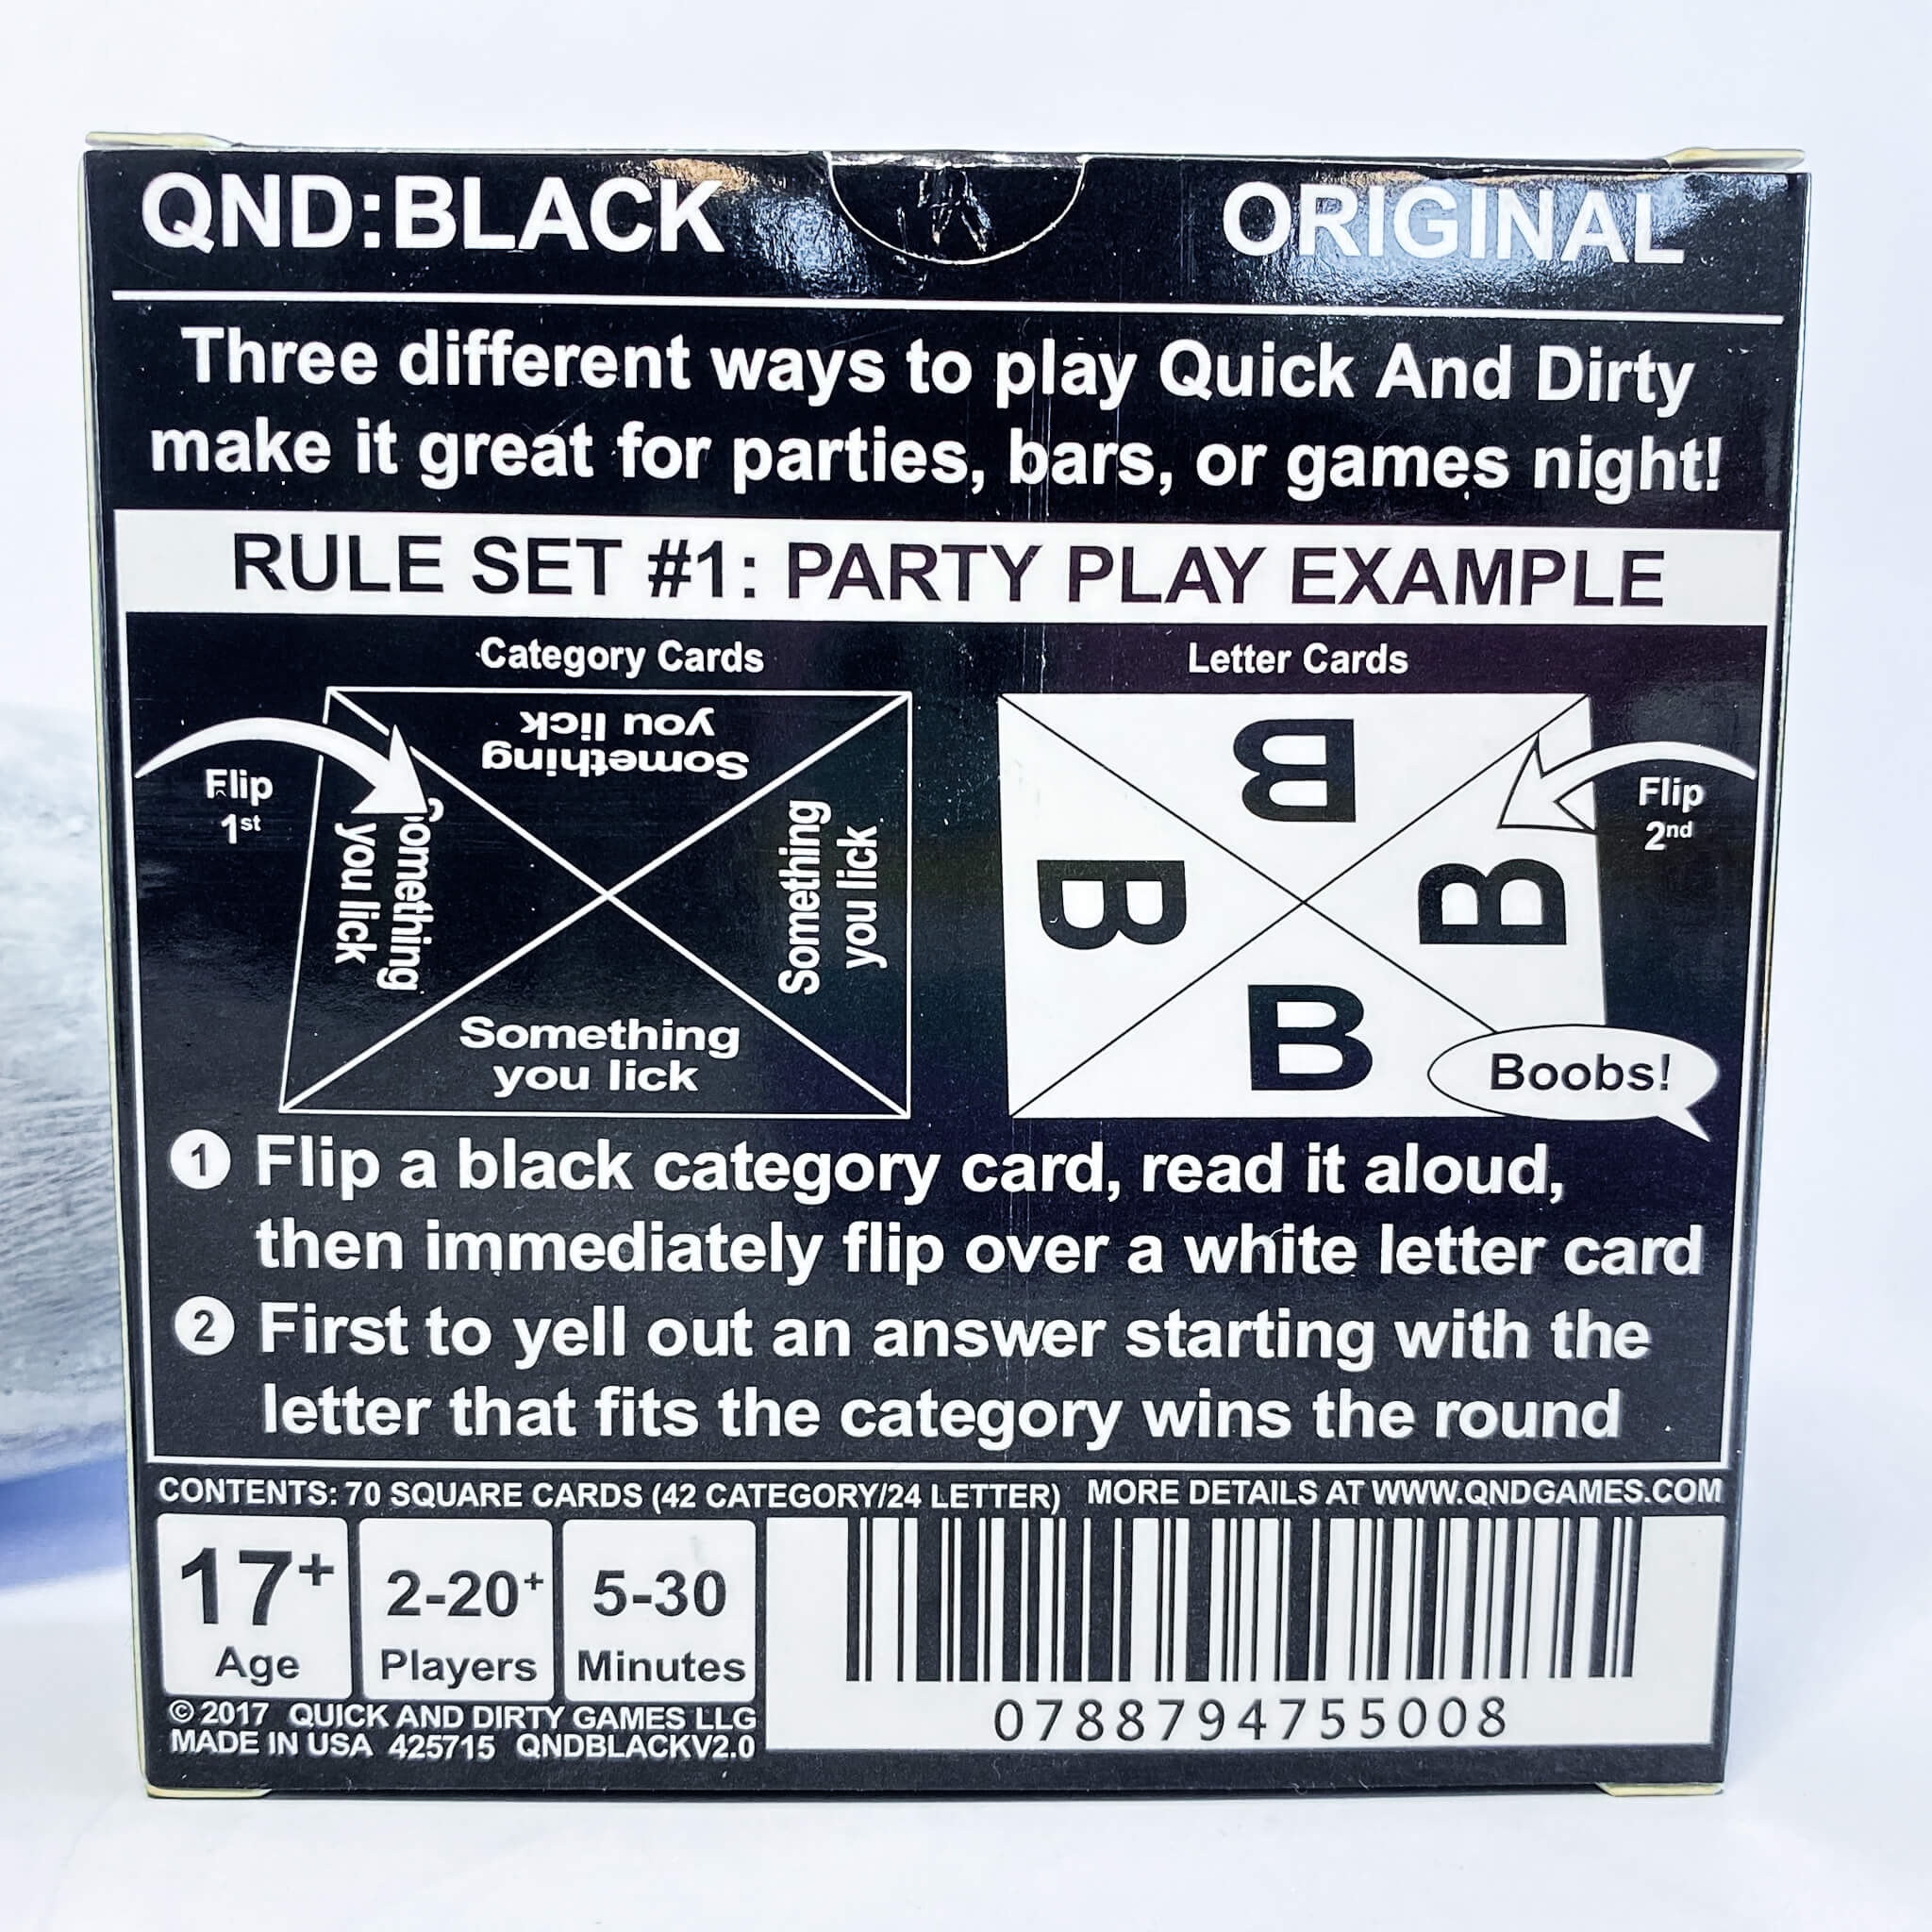 QND:BLACK
ORIGINAL
Three different ways to play Quick And Dirty
make it great for parties, bars, or games night!
RULE SET #1: PARTY PLAY EXAMPLE
Category Cards
Letter Cards
Flip
1st
Something
you lick
Something
you lick
Something
you lick
Something
you lick
B
B
B
B
Flip
2nd
Boobs!
1 Flip a black category card, read it aloud,
then immediately flip over a white letter card
2 First to yell out an answer starting with the
letter that fits the category wins the round
CONTENTS: 70 SQUARE CARDS (42 CATEGORY/24 LETTER) MORE DETAILS AT WWW.QNDGAMES.COM
17+
Age
2-20+
Players
5-30
Minutes
0788794755008
© 2017 QUICK AND DIRTY GAMES LLG
MADE IN USA 425715 QNDBLACKV2.0